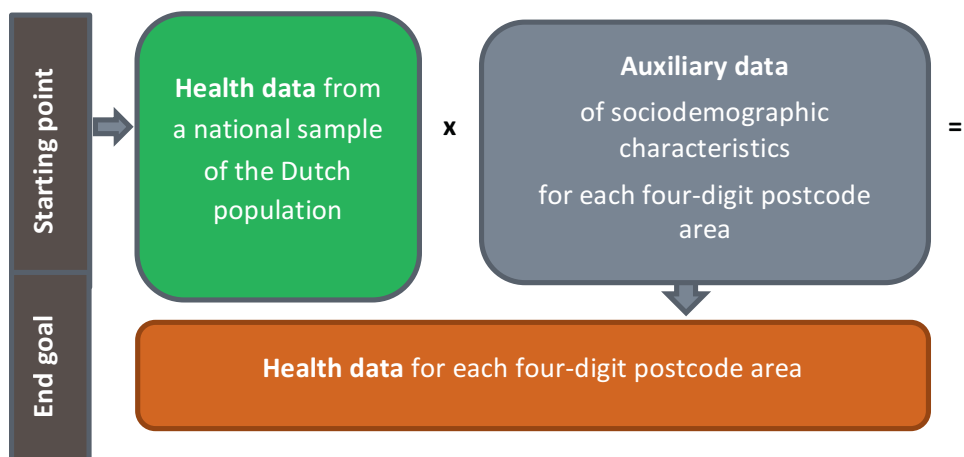 Starting point
Health data from
a national sample
of the Dutch
population
x
Auxiliary data
of sociodemographic
characteristics
for each four-digit postcode
area
=
End goal
Health data for each four-digit postcode area